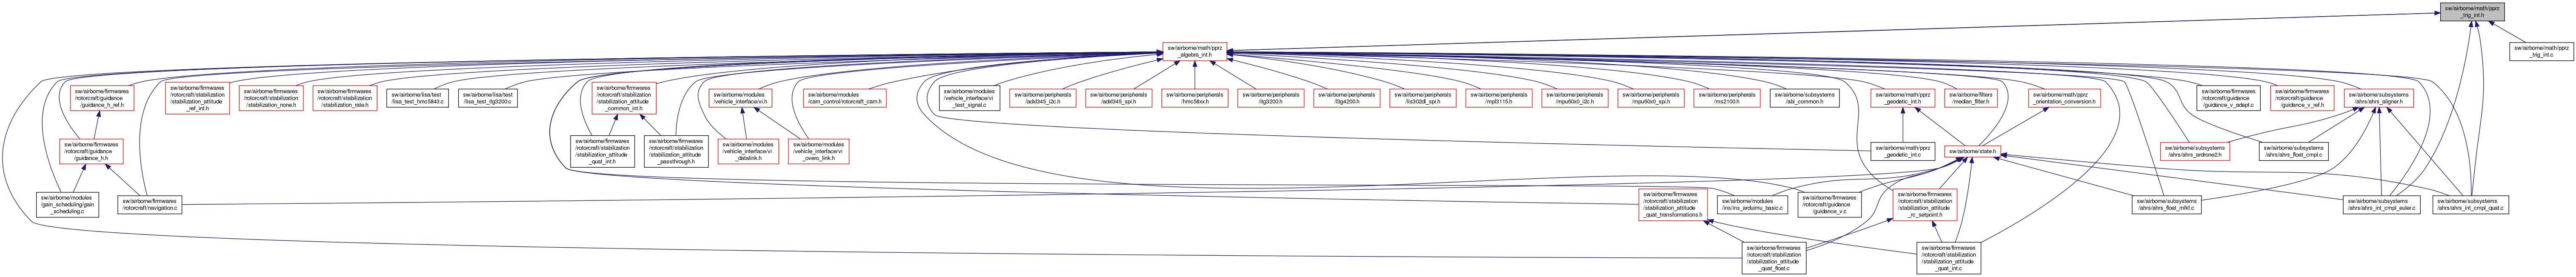 sw/airborne/math/pprz
_trig_int.h
sw/airborne/math/pprz
_algebra_int.h
sw/airborne/math/pprz
_trig_int.c
sw/airborne/firmwares
/rotorcraft/guidance
/guidance_h_ref.h
sw/airborne/firmwares
/rotorcraft/stabilization
/stabilization_attitude
_ref_int.h
sw/airborne/firmwares
/rotorcraft/stabilization
/stabilization_none.h
sw/airborne/firmwares
/rotorcraft/stabilization
/stabilization_rate.h
sw/airborne/lisa/test
/lisa_test_hmc5843.c
sw/airborne/lisa/test
/lisa_test_itg3200.c
sw/airborne/firmwares
/rotorcraft/stabilization
/stabilization_attitude
_common_int.h
sw/airborne/modules
/vehicle_interface/vi.h
sw/airborne/modules
/cam_control/rotorcraft_cam.h
sw/airborne/modules
/vehicle_interface/vi
_test_signal.c
sw/airborne/peripherals
/adxl345_i2c.h
sw/airborne/peripherals
/adxl345_spi.h
sw/airborne/peripherals
/hmc58xx.h
sw/airborne/peripherals
/itg3200.h
sw/airborne/peripherals
/l3g4200.h
sw/airborne/peripherals
/lis302dl_spi.h
sw/airborne/peripherals
/mpl3115.h
sw/airborne/peripherals
/mpu60x0_i2c.h
sw/airborne/peripherals
/mpu60x0_spi.h
sw/airborne/peripherals
/ms2100.h
sw/airborne/subsystems
/abi_common.h
sw/airborne/math/pprz
_geodetic_int.h
sw/airborne/filters
/median_filter.h
sw/airborne/math/pprz
_orientation_conversion.h
sw/airborne/firmwares
/rotorcraft/guidance
/guidance_v_adapt.c
sw/airborne/firmwares
/rotorcraft/guidance
/guidance_v_ref.h
sw/airborne/subsystems
/ahrs/ahrs_aligner.h
sw/airborne/firmwares
/rotorcraft/guidance
/guidance_h.h
sw/airborne/firmwares
/rotorcraft/stabilization
/stabilization_attitude
_quat_int.h
sw/airborne/firmwares
/rotorcraft/stabilization
/stabilization_attitude
_passthrough.h
sw/airborne/modules
/vehicle_interface/vi
_datalink.h
sw/airborne/modules
/vehicle_interface/vi
_overo_link.h
sw/airborne/math/pprz
_geodetic_int.c
sw/airborne/state.h
sw/airborne/subsystems
/ahrs/ahrs_ardrone2.h
sw/airborne/subsystems
/ahrs/ahrs_float_cmpl.c
sw/airborne/modules
/gain_scheduling/gain
_scheduling.c
sw/airborne/firmwares
/rotorcraft/navigation.c
sw/airborne/firmwares
/rotorcraft/stabilization
/stabilization_attitude
_quat_transformations.h
sw/airborne/modules
/ins/ins_arduimu_basic.c
sw/airborne/firmwares
/rotorcraft/guidance
/guidance_v.c
sw/airborne/firmwares
/rotorcraft/stabilization
/stabilization_attitude
_rc_setpoint.h
sw/airborne/subsystems
/ahrs/ahrs_float_mlkf.c
sw/airborne/subsystems
/ahrs/ahrs_int_cmpl_euler.c
sw/airborne/subsystems
/ahrs/ahrs_int_cmpl_quat.c
sw/airborne/firmwares
/rotorcraft/stabilization
/stabilization_attitude
_quat_float.c
sw/airborne/firmwares
/rotorcraft/stabilization
/stabilization_attitude
_quat_int.c